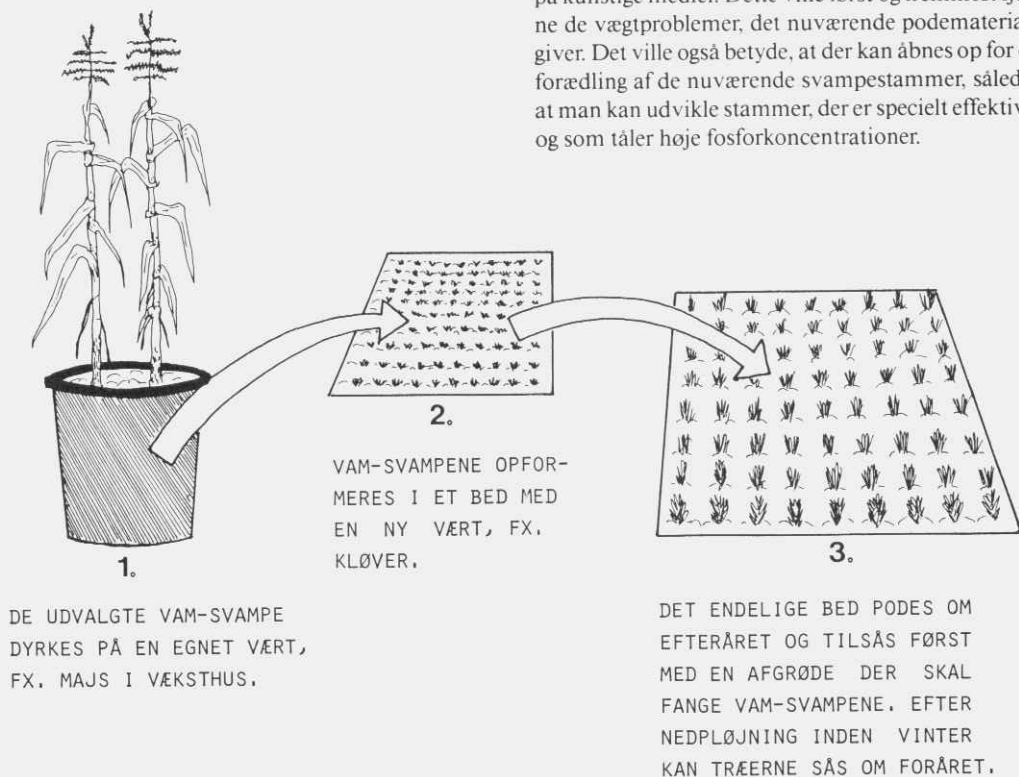 ne de vægtproblemer, det nuværende podemateria
giver. Det ville også betyde, at der kan åbnes op for
forædling af de nuværende svampestammer, således
at man kan udvikle stammer, der er specielt effektiv
og som tåler høje fosforkoncentrationer.
1.
DE UDVALGTE VAM-SVAMPE
DYRKES PÅ EN EGNET VÆRT,
FX. MAJS I VÆKSTHUS.
2.
VAM-SVAMPENE OPFOR-
MERES I ET BED MED
EN NY VÆRT, FX.
KLØVER.
3.
DET ENDELIGE BED PODES OM
EFTERÅRET OG TILSÅS FØRST
MED EN AFGRØDE DER SKAL
FANGE VAM-SVAMPENE. EFTER
NEDPLØJNING INDEN VINTER
KAN TRÆERNE SÅS OM FORÅRET.